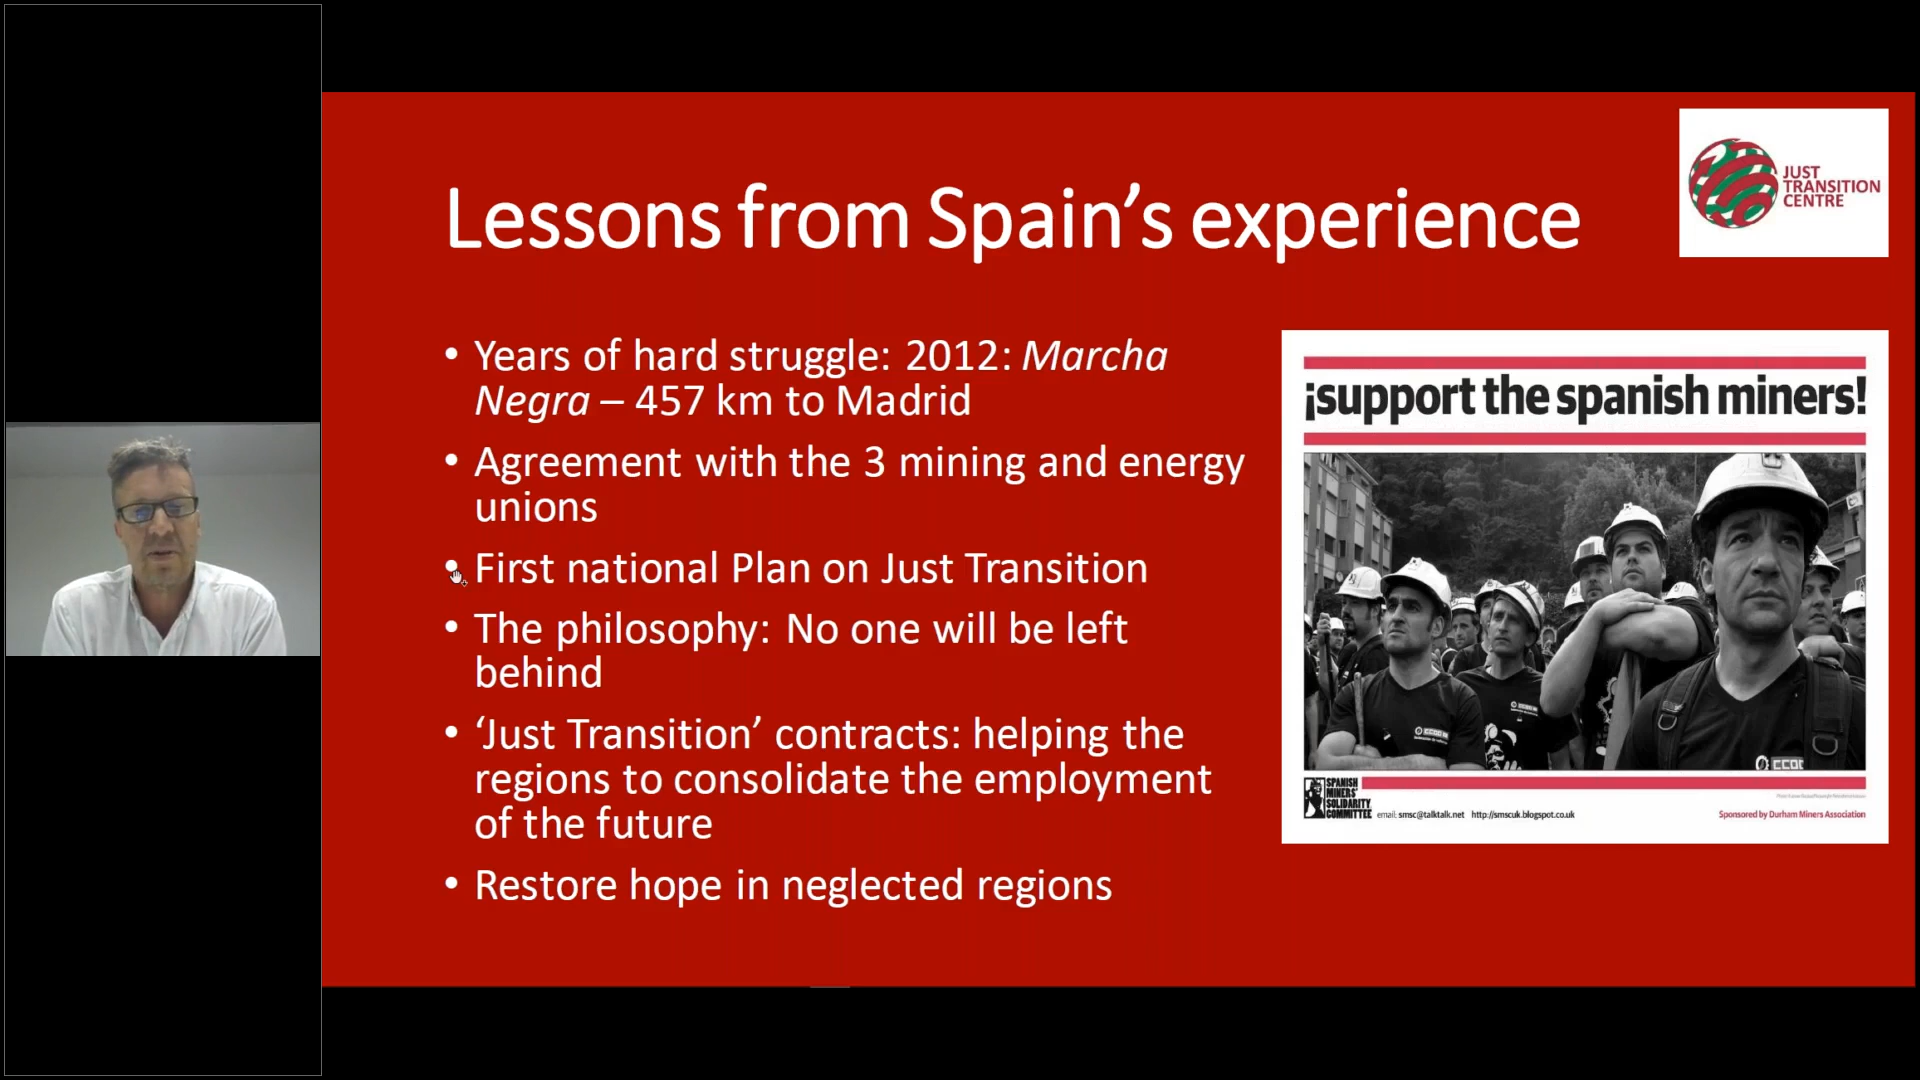 Lessons from Spain’s experience
JUST
TRANSITION
CENTRE
• Years of hard struggle: 2012: Marcha
Negra – 457 km to Madrid
• Agreement with the 3 mining and energy
unions
• First national Plan on Just Transition
• The philosophy: No one will be left
behind
• ‘Just Transition’ contracts: helping the
regions to consolidate the employment
of the future
• Restore hope in neglected regions
¡support the spanish miners!
CCOO
CCOO
CCOO
SPANISH
MINERS'
SOLIDARITY
COMMITTEE
email: smsc@talktalk.net http://smscuk.blogspot.co.uk
Sponsored by Durham Miners Association